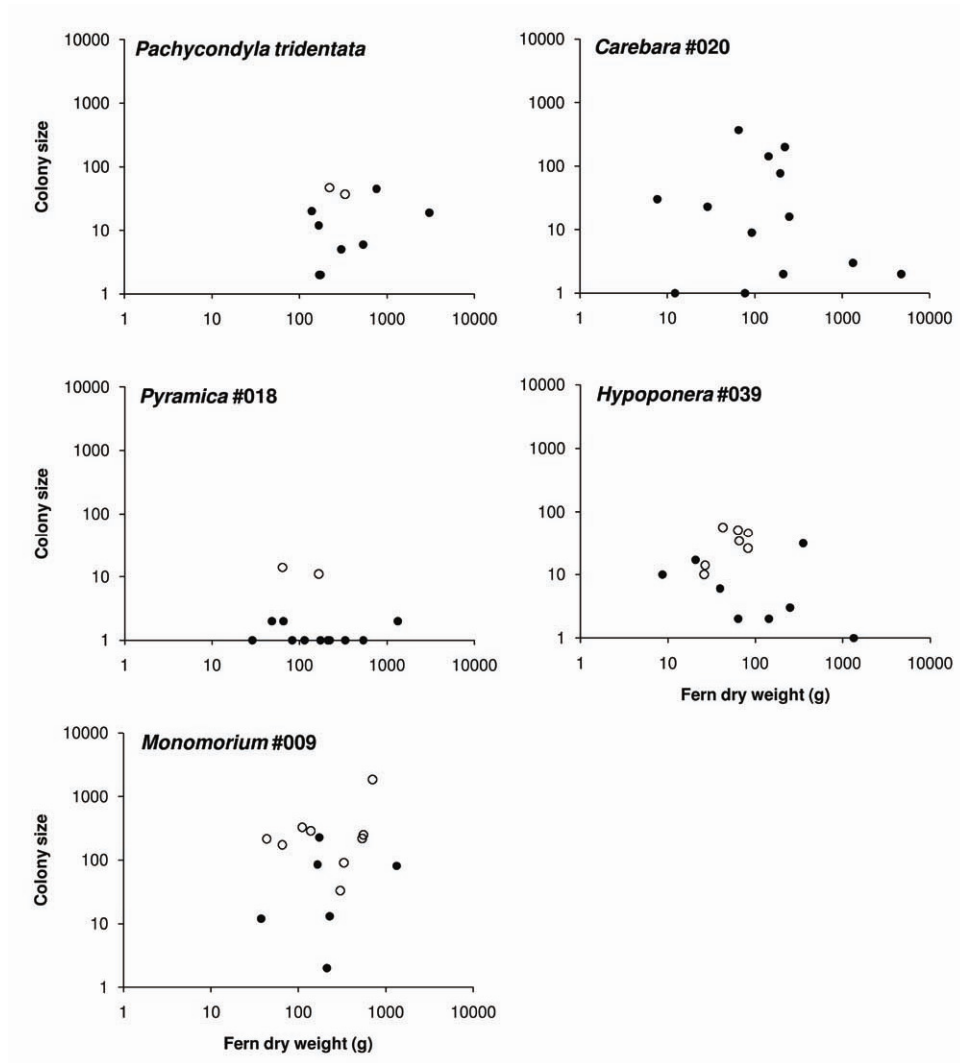 Pachycondyla tridentata
Colony size
10000
1000
100
10
1
1 10 100 1000 10000
Carebara #020
10000
1000
100
10
1
1 10 100 1000 10000
Pyramica #018
Colony size
10000
1000
100
10
1
1 10 100 1000 10000
Hypoponera #039
10000
1000
100
10
1
1 10 100 1000 10000
Fern dry weight (g)
Monomorium #009
Colony size
10000
1000
100
10
1
1 10 100 1000 10000
Fern dry weight (g)